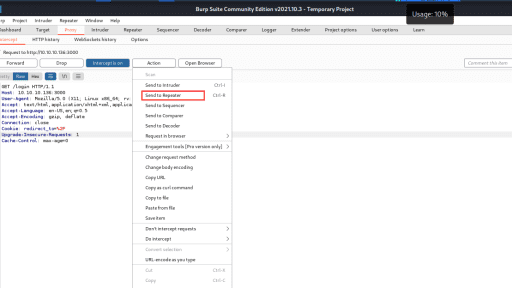 Burp Suite Community Edition v2021.10.3 - Temporary Project
Usage: 10%
Project Intruder Repeater Window Help
Dashboard Target Proxy Intruder Repeater Sequencer Decoder Comparer Logger Extender Project options User options Learn
Intercept HTTP history WebSockets history Options
Request to http://10.10.10.136:3000
Forward Drop Intercept is on Action Open Browser Comment this item
Pretty Raw Hex \n
Scan
Send to Intruder Ctrl-I
Send to Repeater Ctrl-R
Send to Sequencer
Send to Comparer
Send to Decoder
Request in browser
Engagement tools [Pro version only]
Change request method
Change body encoding
Copy URL
Copy as curl command
Copy to file
Paste from file
Save item
Don't intercept requests
Do intercept
Convert selection
URL-encode as you type
Cut Ctrl-X
Copy Ctrl-C
GET /login HTTP/1.1
Host: 10.10.10.136:3000
User-Agent: Mozilla/5.0 (X11; Linux x86_64; rv
Accept: text/html,application/xhtml+xml,applica
Accept-Language: en-US,en;q=0.5
Accept-Encoding: gzip, deflate
Connection: close
Cookie: redirect_to=%2F
Upgrade-Insecure-Requests: 1
Cache-Control: max-age=0